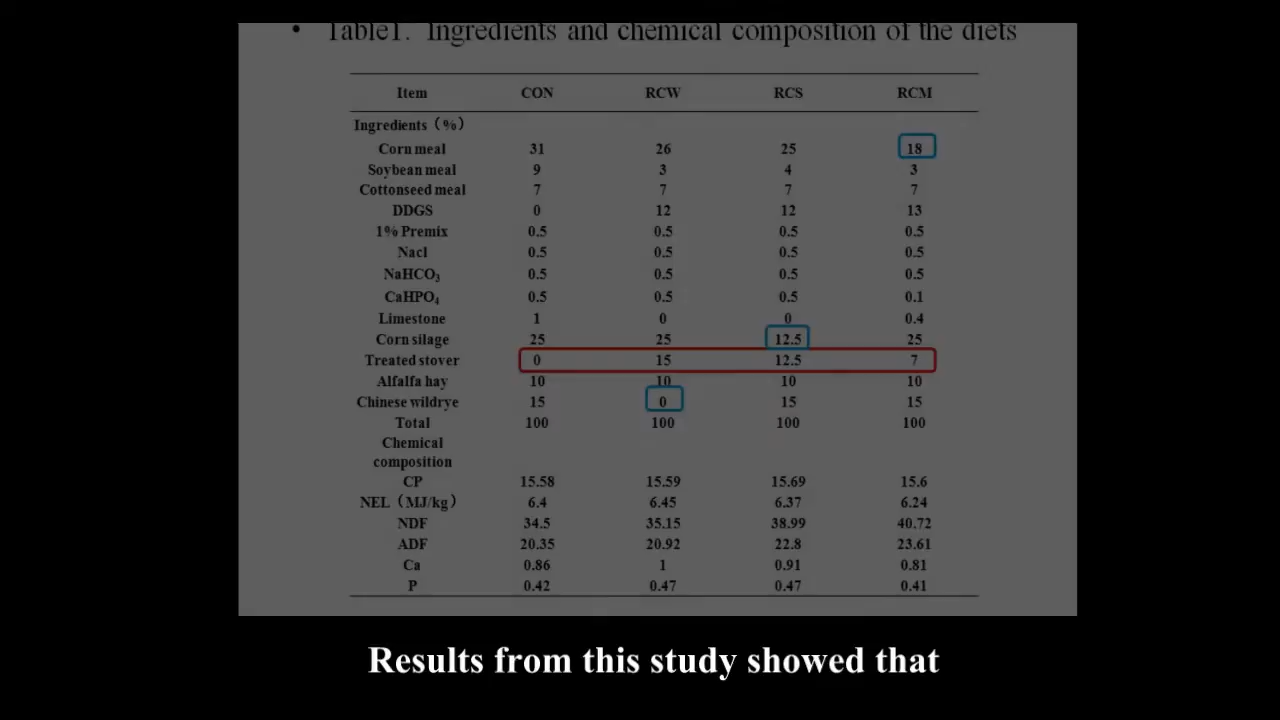 • Table1. Ingredients and chemical composition of the diets
Item CON RCW RCS RCM
Ingredients（%）
Corn meal 31 26 25 18
Soybean meal 9 3 4 3
Cottonseed meal 7 7 7 7
DDGS 0 12 12 13
1% Premix 0.5 0.5 0.5 0.5
Nacl 0.5 0.5 0.5 0.5
NaHCO₃ 0.5 0.5 0.5 0.5
CaHPO₄ 0.5 0.5 0.5 0.1
Limestone 1 0 0 0.4
Corn silage 25 25 12.5 25
Treated stover 0 15 12.5 7
Alfalfa hay 10 10 10 10
Chinese wildrye 15 0 15 15
Total 100 100 100 100
Chemical
composition
CP 15.58 15.59 15.69 15.6
NEL（MJ/kg） 6.4 6.45 6.37 6.24
NDF 34.5 35.15 38.99 40.72
ADF 20.35 20.92 22.8 23.61
Ca 0.86 1 0.91 0.81
P 0.42 0.47 0.47 0.41
Results from this study showed that